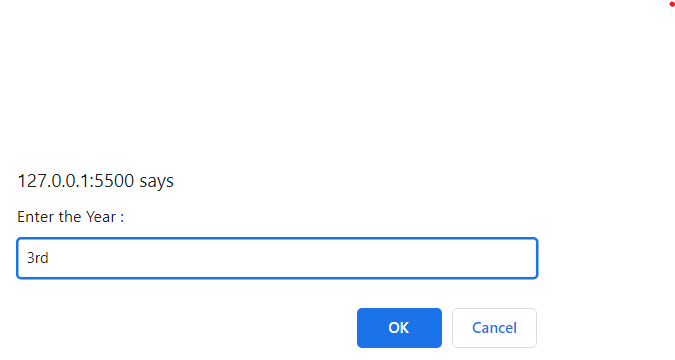 127.0.0.1:5500 says
Enter the Year :
3rd
OK Cancel